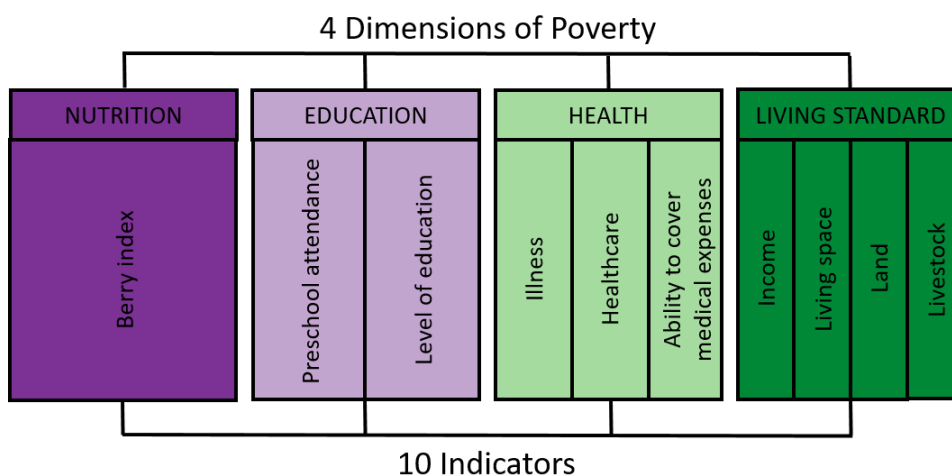 4 Dimensions of Poverty
NUTRITION
Berry index
EDUCATION
Preschool attendance
Level of education
HEALTH
Illness
Healthcare
Ability to cover
medical expenses
LIVING STANDARD
Income
Living space
Land
Livestock
10 Indicators